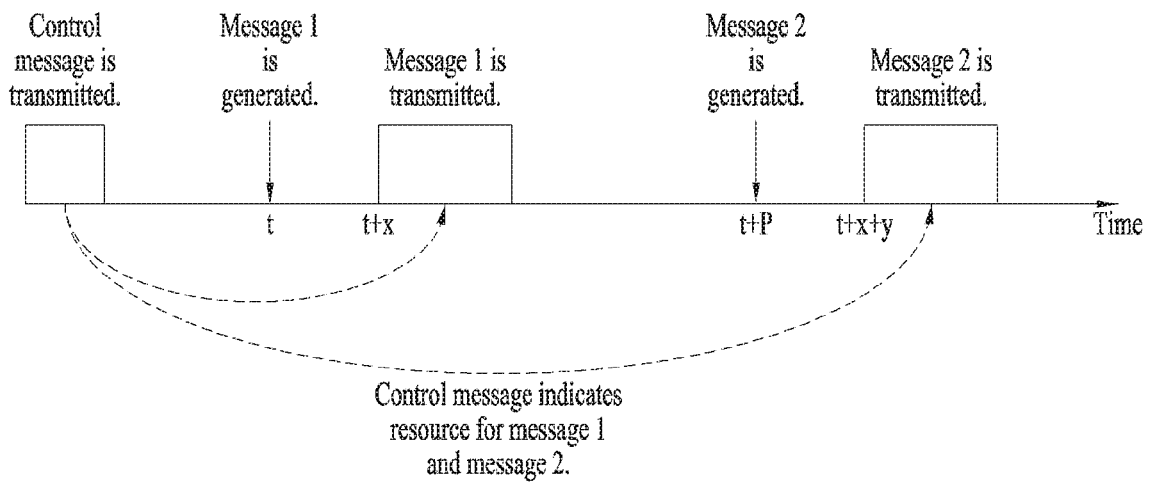 Control
message is
transmitted.
Message 1
is
generated.
Message 1 is
transmitted.
Message 2
is
generated.
Message 2 is
transmitted.
t
t+x
t+P
t+x+y
Time
Control message indicates
resource for message 1
and message 2.